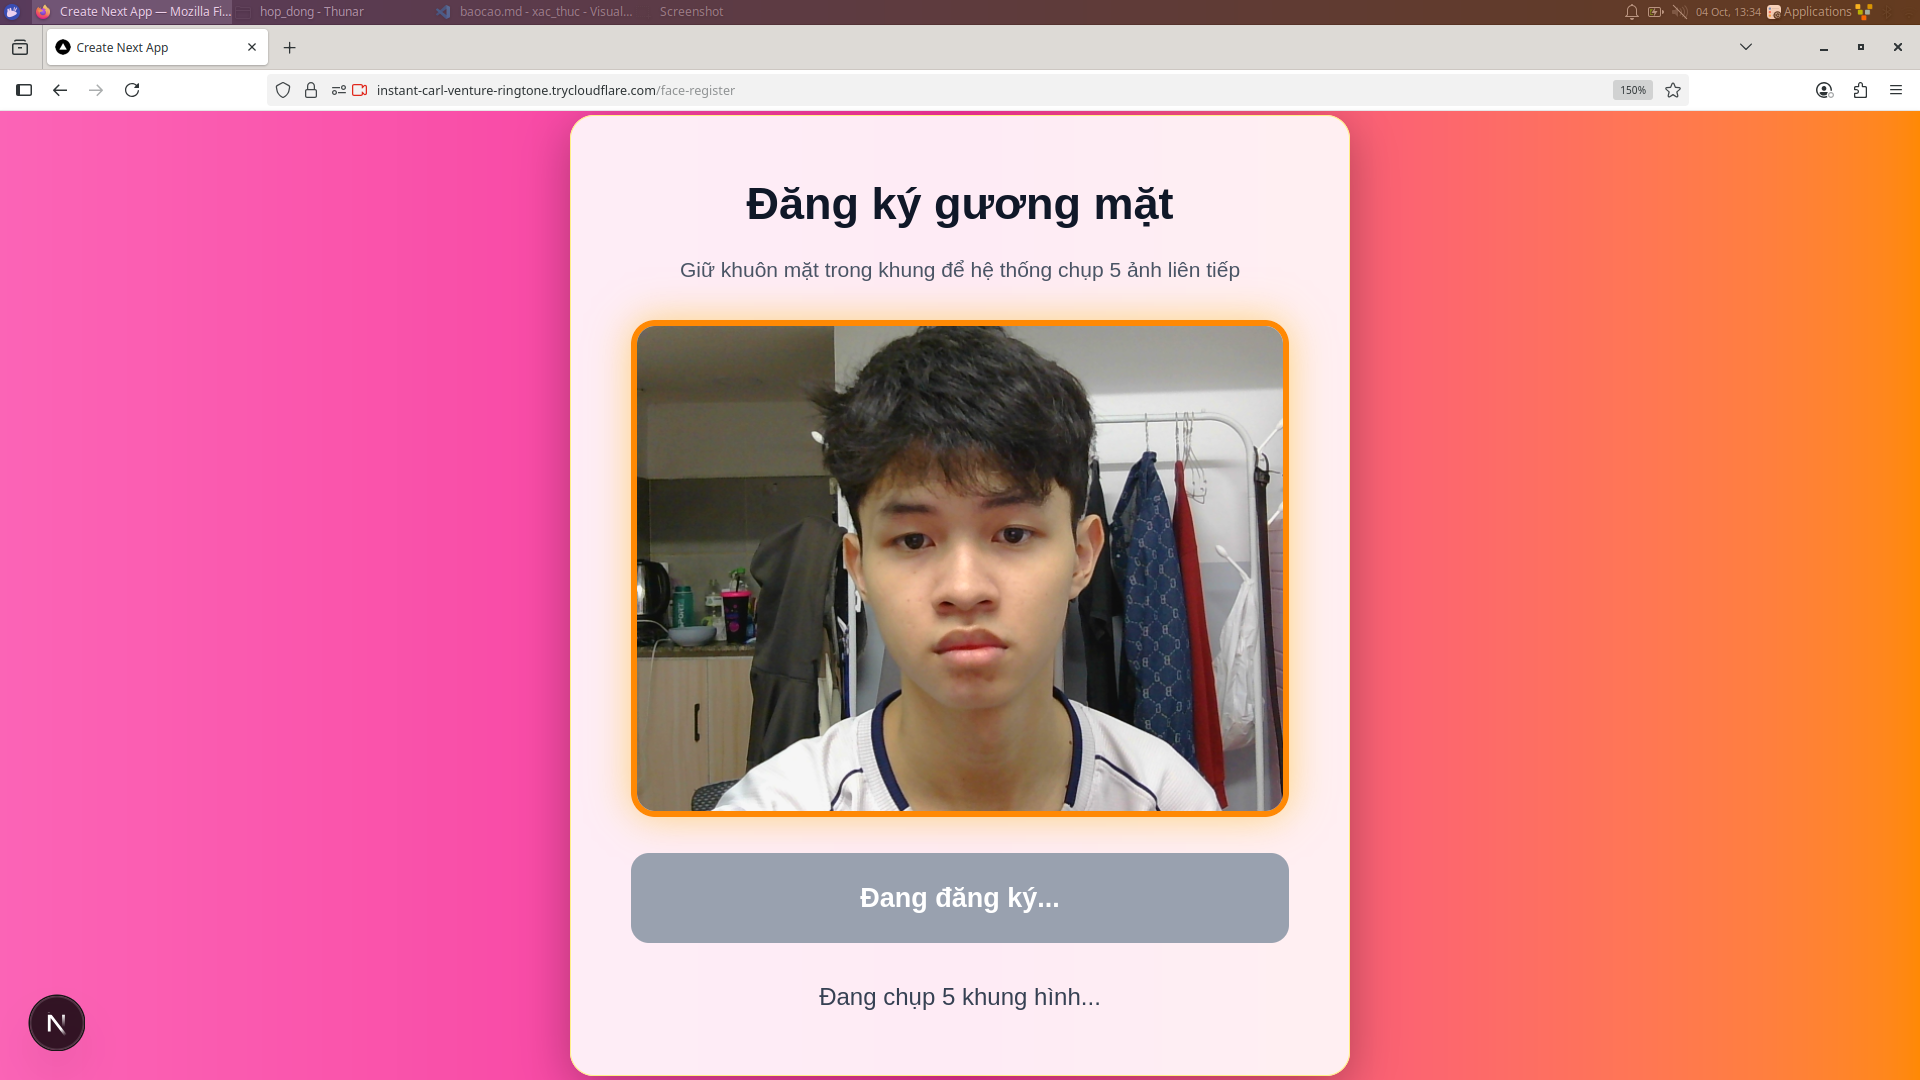 Create Next App — Mozilla Fi...
hop_dong - Thunar
baocao.md - xac_thuc - Visual...
Screenshot
04 Oct, 13:34
Applications
Create Next App
instant-carl-venture-ringtone.trycloudflare.com/face-register
150%
Đăng ký gương mặt
Giữ khuôn mặt trong khung để hệ thống chụp 5 ảnh liên tiếp
Đang đăng ký...
Đang chụp 5 khung hình...
N